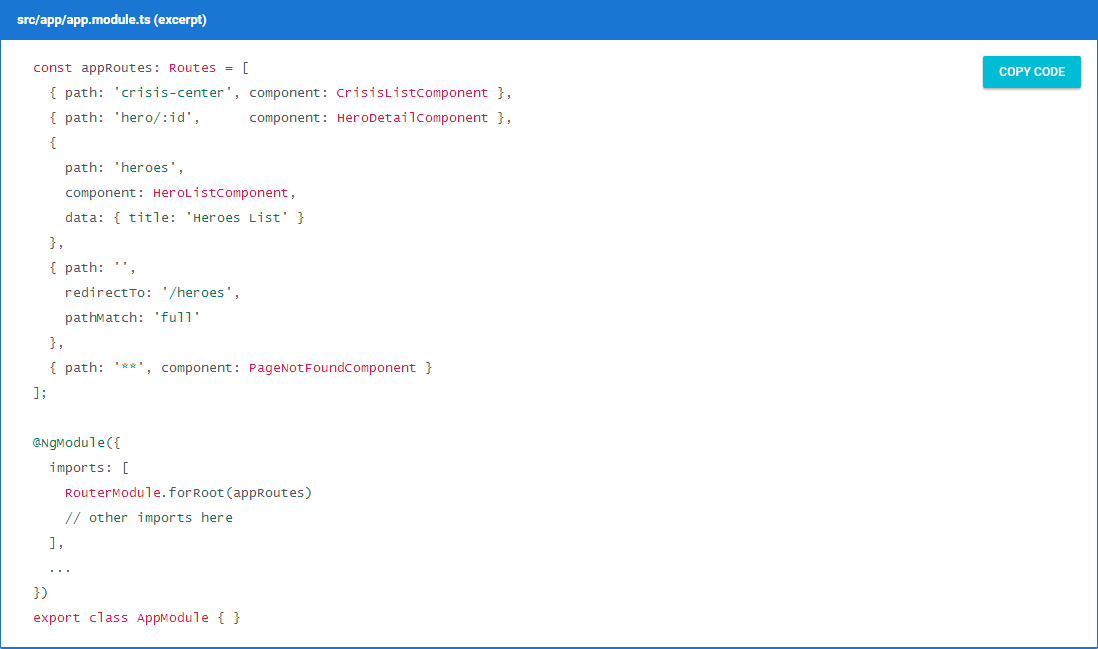 src/app/app.module.ts (excerpt)
COPY CODE
const appRoutes: Routes = [
  { path: 'crisis-center', component: CrisisListComponent },
  { path: 'hero/:id',      component: HeroDetailComponent },
  {
    path: 'heroes',
    component: HeroListComponent,
    data: { title: 'Heroes List' }
  },
  { path: '',
    redirectTo: '/heroes',
    pathMatch: 'full'
  },
  { path: '**', component: PageNotFoundComponent }
];

@NgModule({
  imports: [
    RouterModule.forRoot(appRoutes)
    // other imports here
  ],
  ...
})
export class AppModule { }